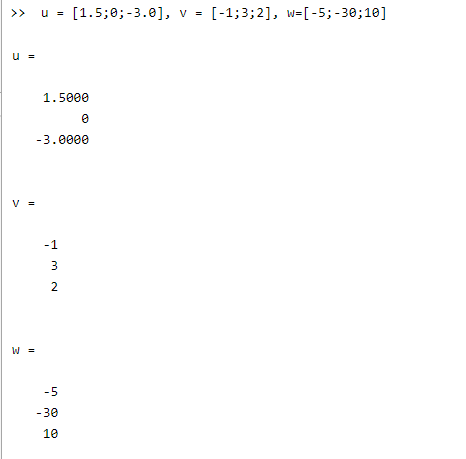 >> u = [1.5;0;-3.0], v = [-1;3;2], w=[-5;-30;10]
u =
1.5000
0
-3.0000
v =
-1
3
2
w =
-5
-30
10